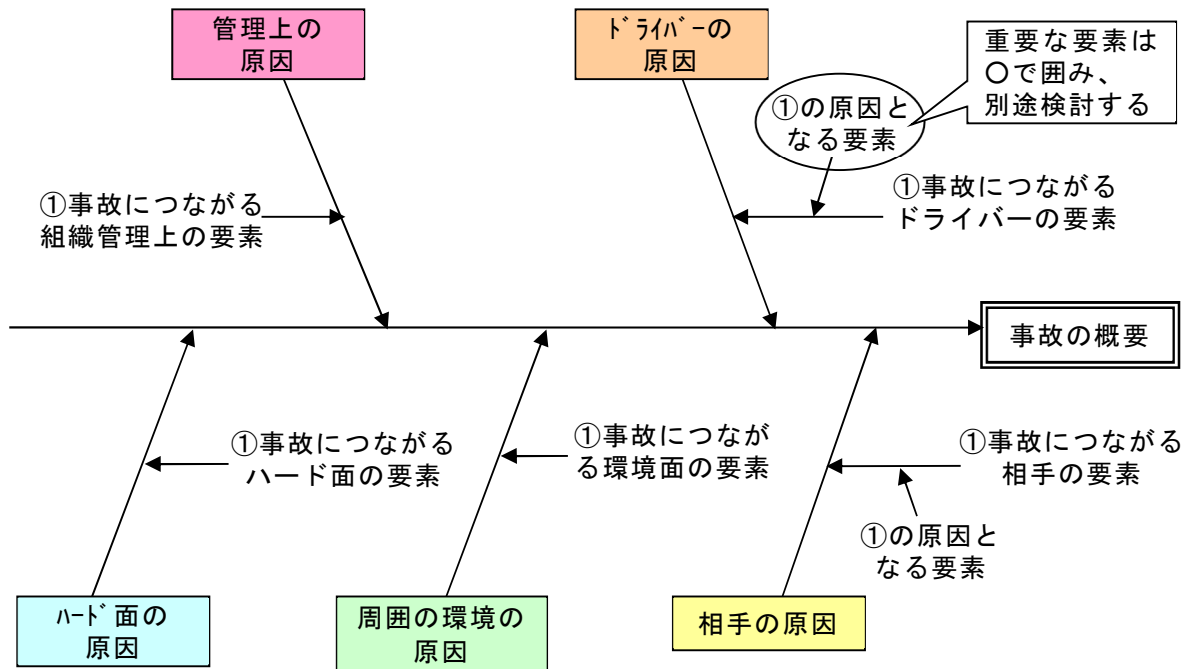 管理上の
原因
ﾄﾞﾗｲﾊﾞｰの
原因
重要な要素は
〇で囲み、
別途検討する
①の原因と
なる要素
①事故につながる
組織管理上の要素
①事故につながる
ドライバーの要素
事故の概要
①事故につながる
ハード面の要素
①事故につなが
る環境面の要素
①事故につながる
相手の要素
①の原因と
なる要素
ﾊｰﾄﾞ面の
原因
周囲の環境の
原因
相手の原因